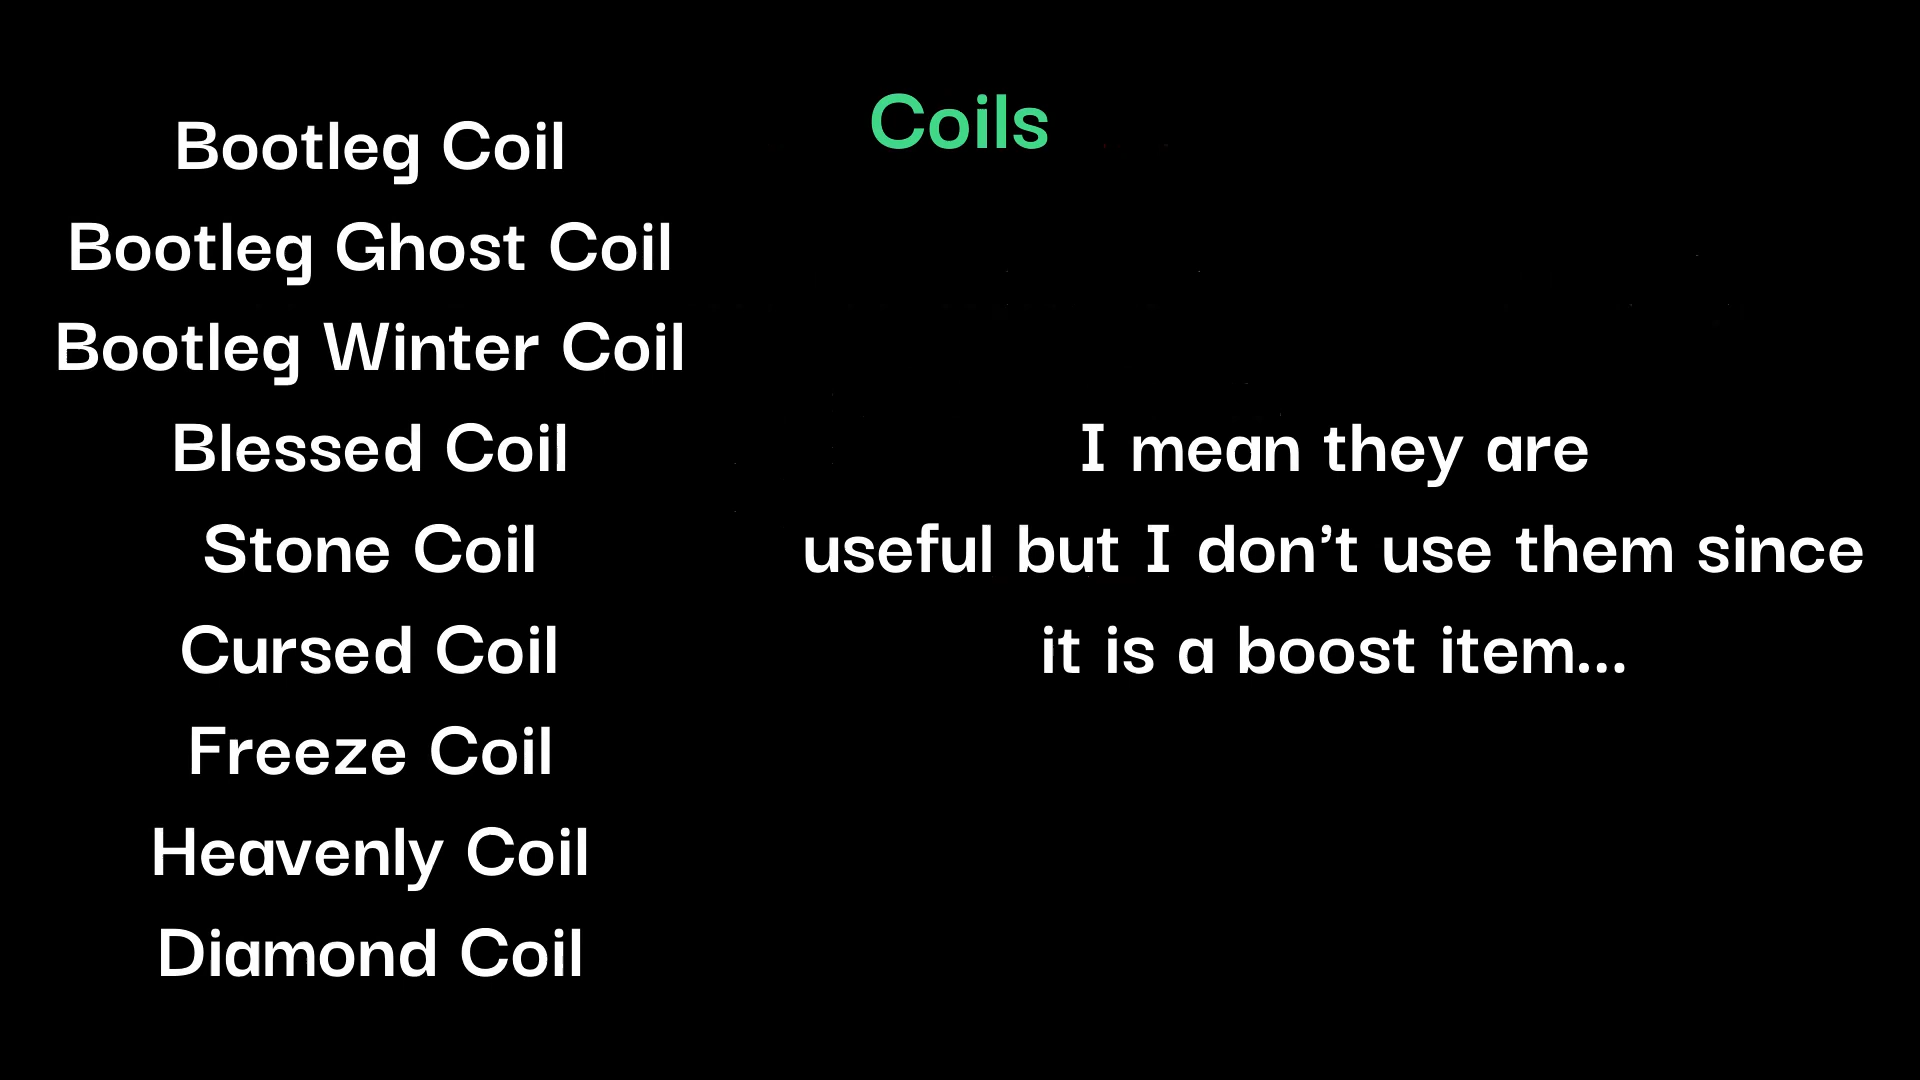 Coils
Bootleg Coil
Bootleg Ghost Coil
Bootleg Winter Coil
Blessed Coil
Stone Coil
Cursed Coil
Freeze Coil
Heavenly Coil
Diamond Coil
I mean they are
useful but I don't use them since
it is a boost item...